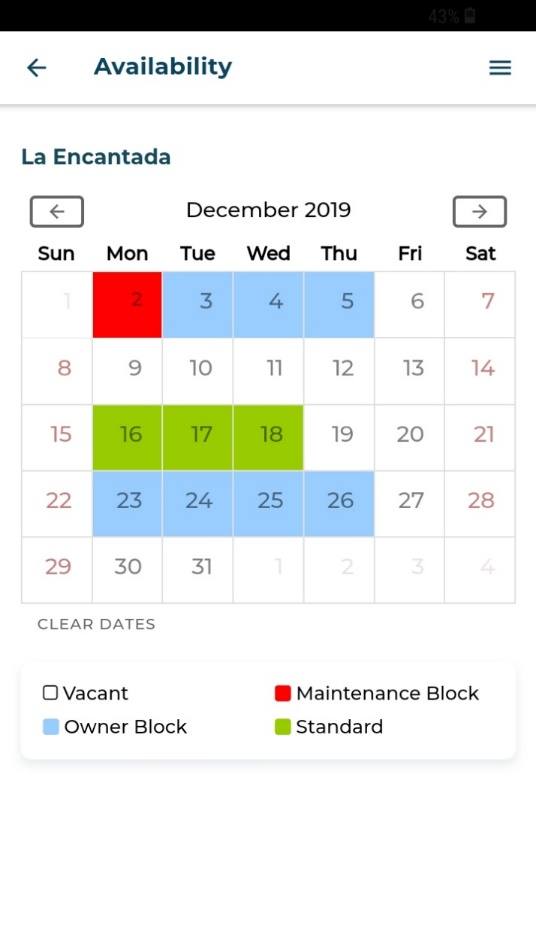 43%
Availability
La Encantada
December 2019
Sun Mon Tue Wed Thu Fri Sat
1 2 3 4 5 6 7
8 9 10 11 12 13 14
15 16 17 18 19 20 21
22 23 24 25 26 27 28
29 30 31 1 2 3 4
CLEAR DATES
Vacant Maintenance Block
Owner Block Standard